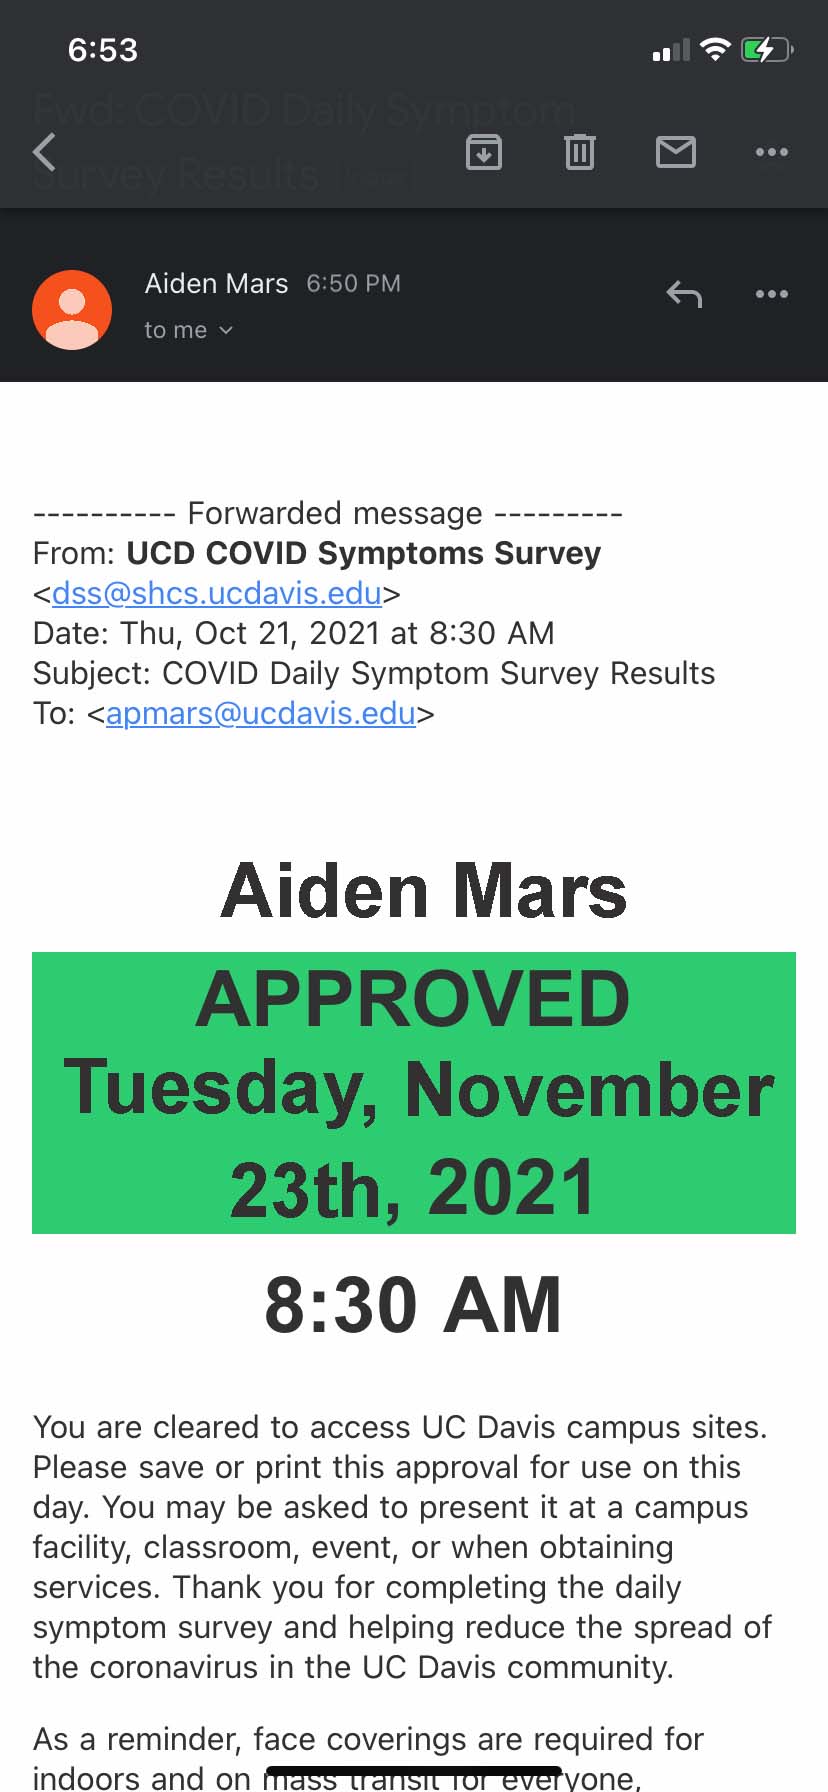 6:53
Fwd: COVID Daily Symptom
Survey Results
Aiden Mars 6:50 PM
to me
---------- Forwarded message ---------
From: UCD COVID Symptoms Survey
<dss@shcs.ucdavis.edu>
Date: Thu, Oct 21, 2021 at 8:30 AM
Subject: COVID Daily Symptom Survey Results
To: <apmars@ucdavis.edu>
Aiden Mars
APPROVED
Tuesday, November
23th, 2021
8:30 AM
You are cleared to access UC Davis campus sites.
Please save or print this approval for use on this
day. You may be asked to present it at a campus
facility, classroom, event, or when obtaining
services. Thank you for completing the daily
symptom survey and helping reduce the spread of
the coronavirus in the UC Davis community.
As a reminder, face coverings are required for
indoors and on mass transit for everyone,